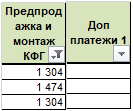 Предпрод
ажка и
монтаж
КФГ
Доп
платежи 1
1 304
1 474
1 304